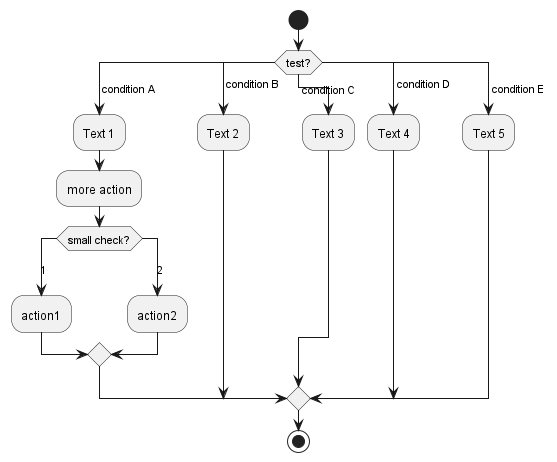 test?
condition A
condition B
condition C
condition D
condition E
Text 1
Text 2
Text 3
Text 4
Text 5
more action
small check?
1
2
action1
action2